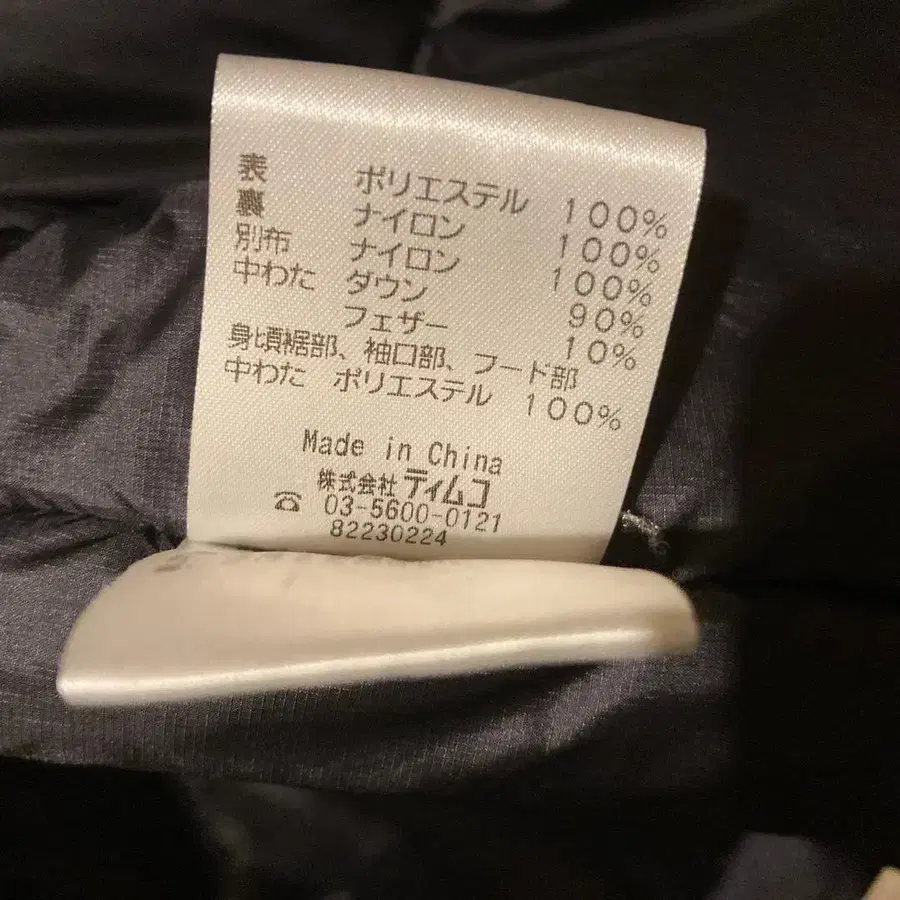 表 ポリエステル 100%
裏 ナイロン 100%
別布 ナイロン 100%
中わた ダウン 90%
フェザー 10%
身頃裾部、袖口部、フード部
中わた ポリエステル 100%
Made in China
株式会社 ティムコ
☎ 03-5600-0121
82230224